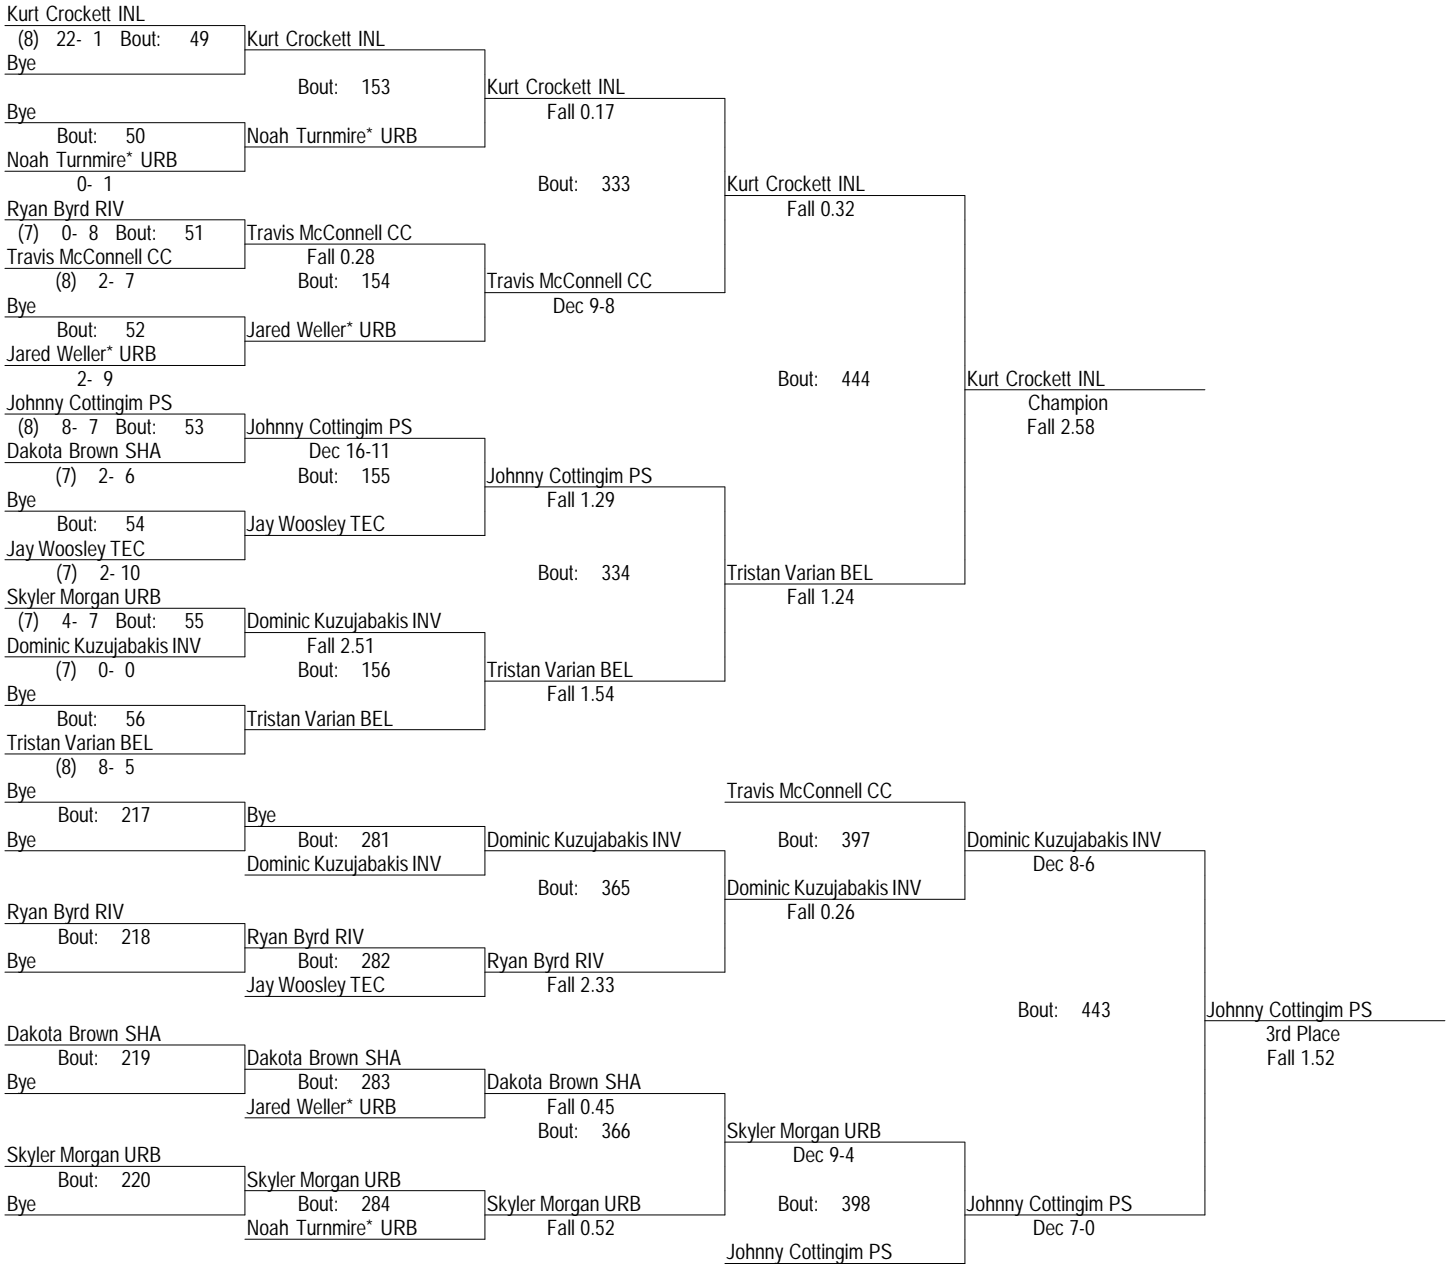 Kurt Crockett INL
(8) 22- 1 Bout: 49 Kurt Crockett INL
Bye
Bout: 153 Kurt Crockett INL
Bye Fall 0.17
Bout: 50 Noah Turnmire* URB
Noah Turnmire* URB
0- 1 Bout: 333 Kurt Crockett INL
Ryan Byrd RIV Fall 0.32
(7) 0- 8 Bout: 51 Travis McConnell CC
Travis McConnell CC Fall 0.28
(8) 2- 7 Bout: 154 Travis McConnell CC
Bye Dec 9-8
Bout: 52 Jared Weller* URB
Jared Weller* URB
2- 9 Bout: 444 Kurt Crockett INL
Johnny Cottingim PS Champion
(8) 8- 7 Bout: 53 Johnny Cottingim PS Fall 2.58
Dakota Brown SHA Dec 16-11
(7) 2- 6 Bout: 155 Johnny Cottingim PS
Bye Fall 1.29
Bout: 54 Jay Woosley TEC
Jay Woosley TEC
(7) 2- 10 Bout: 334 Tristan Varian BEL
Skyler Morgan URB Fall 1.24
(7) 4- 7 Bout: 55 Dominic Kuzujabakis INV
Dominic Kuzujabakis INV Fall 2.51
(7) 0- 0 Bout: 156 Tristan Varian BEL
Bye Fall 1.54
Bout: 56 Tristan Varian BEL
Tristan Varian BEL
(8) 8- 5
Bye Travis McConnell CC
Bout: 217 Bye
Bye Bout: 281 Dominic Kuzujabakis INV Bout: 397 Dominic Kuzujabakis INV
Dominic Kuzujabakis INV Dec 8-6
Bout: 365 Dominic Kuzujabakis INV
Ryan Byrd RIV Fall 0.26
Bout: 218 Ryan Byrd RIV
Bye Bout: 282 Ryan Byrd RIV
Jay Woosley TEC Fall 2.33
Bout: 443 Johnny Cottingim PS
Dakota Brown SHA 3rd Place
Bout: 219 Dakota Brown SHA Fall 1.52
Bye Bout: 283 Dakota Brown SHA
Jared Weller* URB Fall 0.45
Bout: 366 Skyler Morgan URB
Skyler Morgan URB Dec 9-4
Bout: 220 Skyler Morgan URB
Bye Bout: 284 Skyler Morgan URB Bout: 398 Johnny Cottingim PS
Noah Turnmire* URB Fall 0.52 Dec 7-0
Johnny Cottingim PS